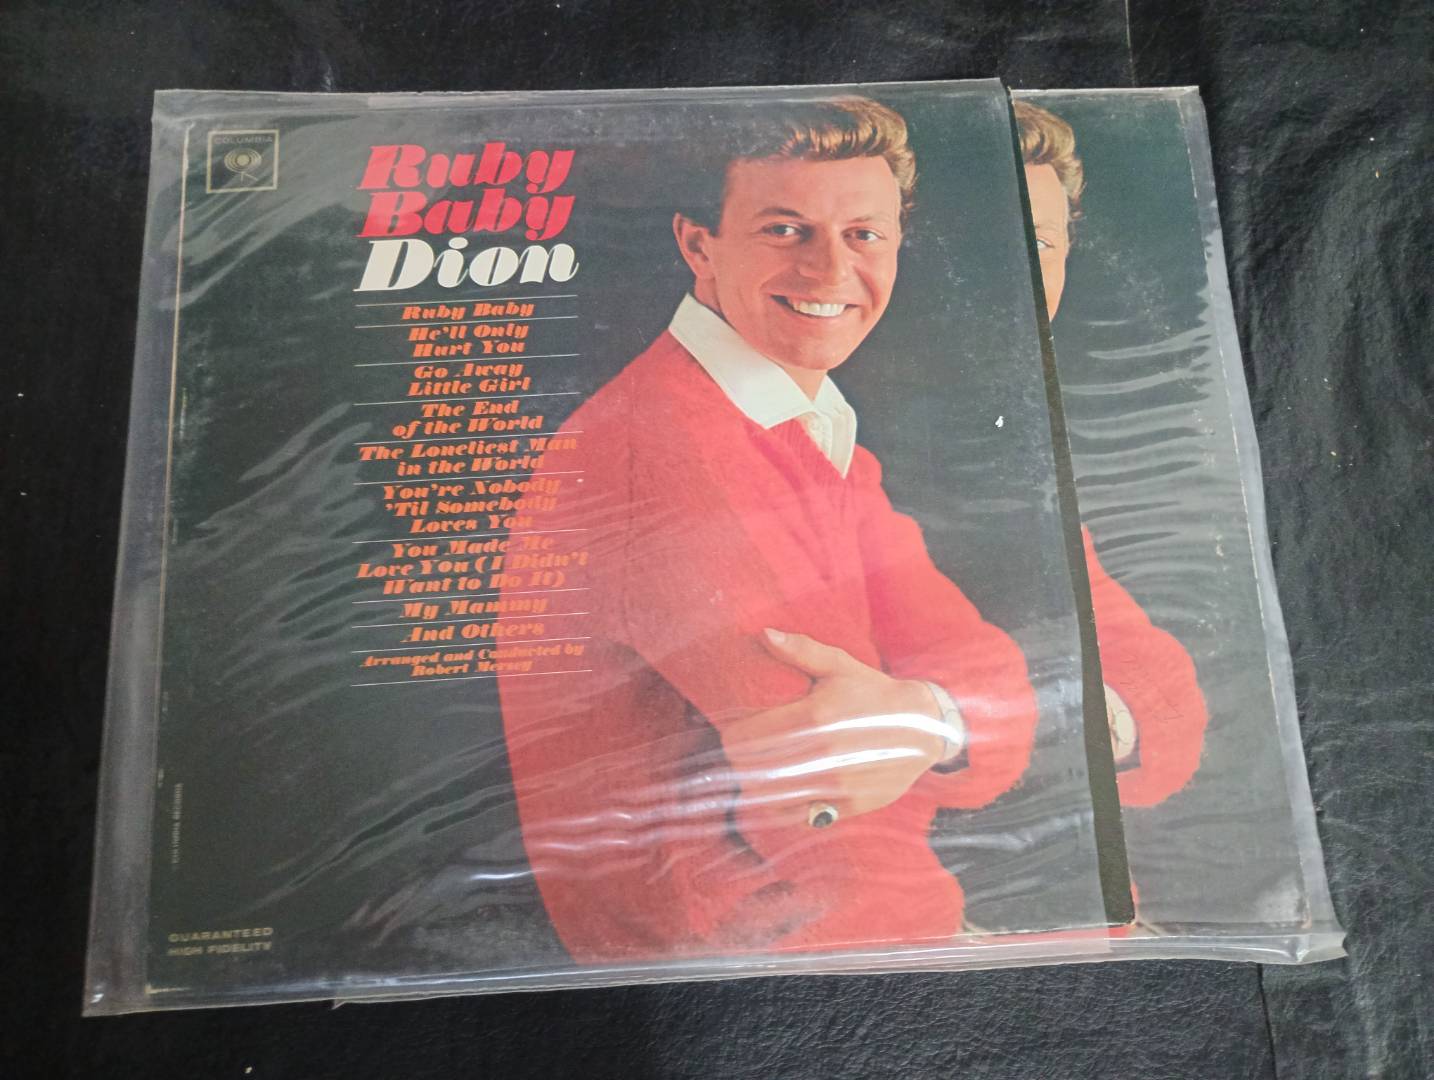 COLUMBIA
Ruby
Baby
Dion
Ruby Baby
He'll Only
Hurt You
Go Away
Little Girl
The End
of the World
The Loneliest Man
in the World
You're Nobody
'Til Somebody
Loves You
You Made Me
Love You (I Didn't
Want to Do It)
My Mammy
And Others
Arranged and Conducted by
Robert Mersey
COLUMBIA RECORDS
GUARANTEED
HIGH FIDELITY